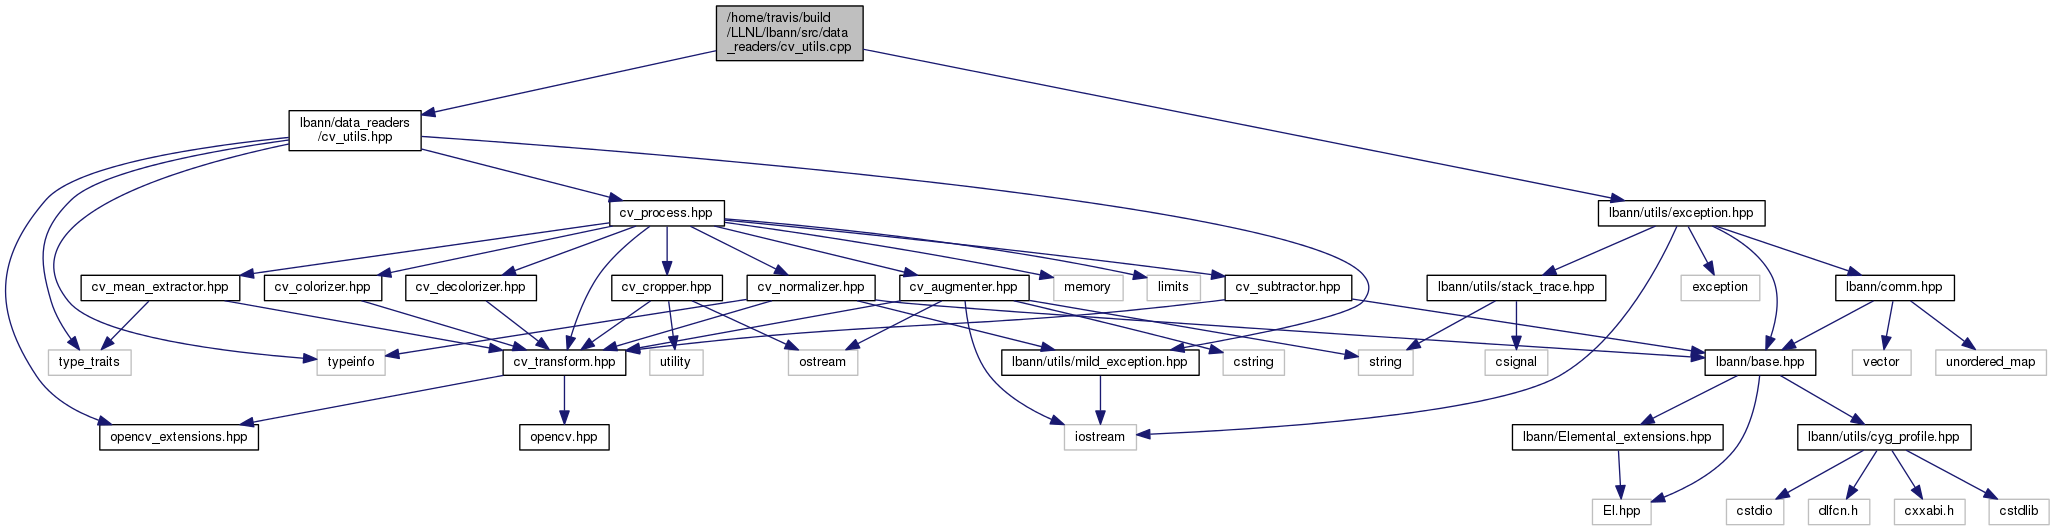 /home/travis/build
/LLNL/lbann/src/data
_readers/cv_utils.cpp
lbann/data_readers
/cv_utils.hpp
cv_process.hpp
lbann/utils/exception.hpp
cv_mean_extractor.hpp
cv_colorizer.hpp
cv_decolorizer.hpp
cv_cropper.hpp
cv_normalizer.hpp
cv_augmenter.hpp
memory
limits
cv_subtractor.hpp
lbann/utils/stack_trace.hpp
exception
lbann/comm.hpp
type_traits
typeinfo
cv_transform.hpp
utility
ostream
lbann/utils/mild_exception.hpp
cstring
string
csignal
lbann/base.hpp
vector
unordered_map
opencv_extensions.hpp
opencv.hpp
iostream
lbann/Elemental_extensions.hpp
lbann/utils/cyg_profile.hpp
El.hpp
cstdio
dlfcn.h
cxxabi.h
cstdlib